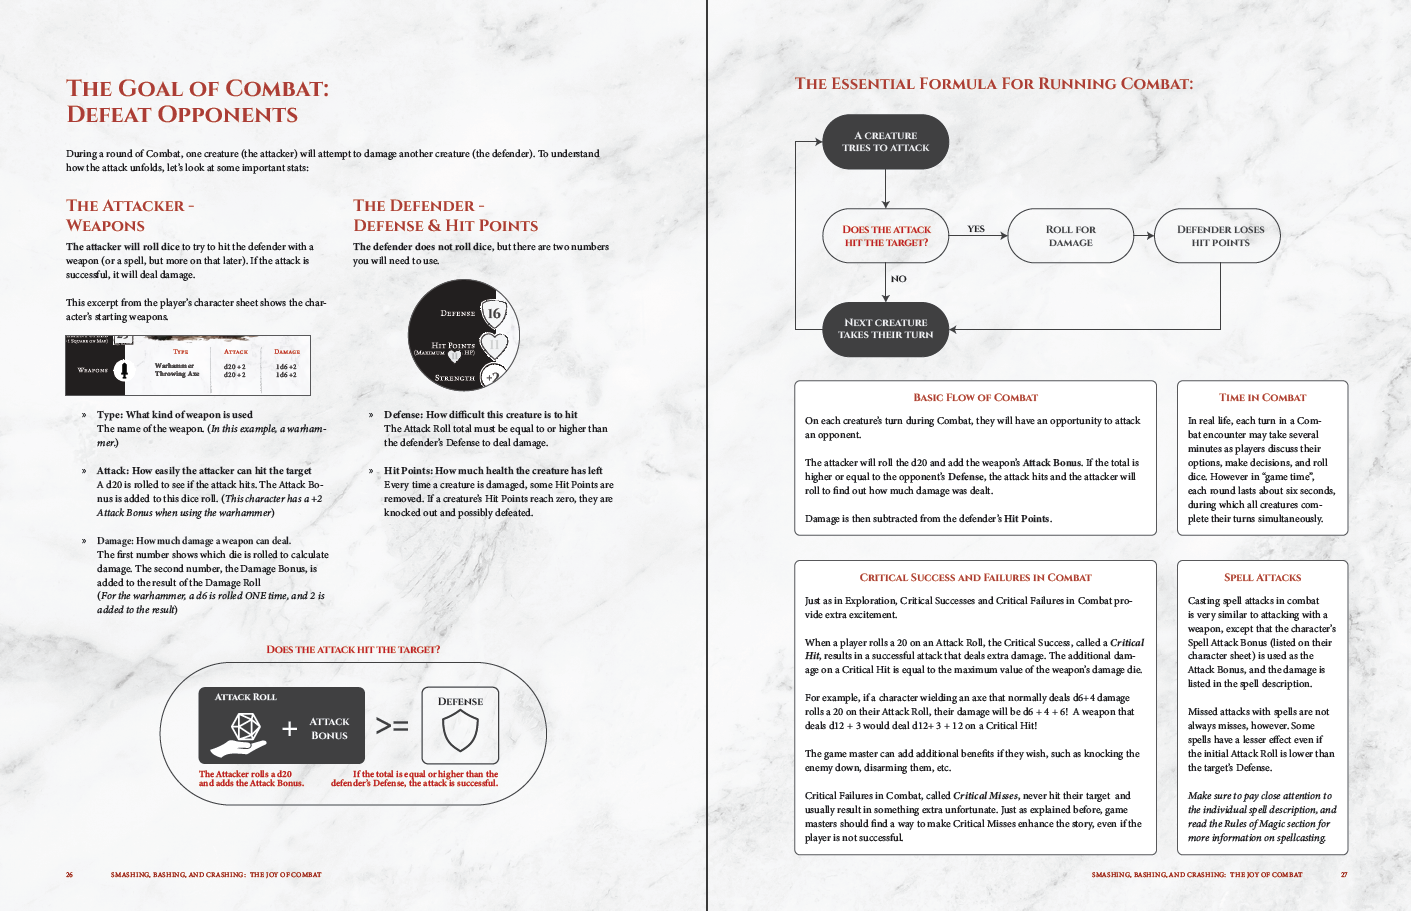 The Goal of Combat:
Defeat Opponents
During a round of Combat, one creature (the attacker) will attempt to damage another creature (the defender). To understand
how the attack unfolds, let's look at some important stats:
The Attacker -
Weapons
The attacker will roll dice to try to hit the defender with a
weapon (or a spell, but more on that later). If the attack is
successful, it will deal damage.
This excerpt from the player's character sheet shows the char-
acter's starting weapons.
(1 Square on Map)
Type Attack Damage
Weapons
Warhammer d20 +2 1d6 +2
Throwing Axe d20 +2 1d6 +2
» Type: What kind of weapon is used
The name of the weapon. (In this example, a warham-
mer.)
» Attack: How easily the attacker can hit the target
A d20 is rolled to see if the attack hits. The Attack Bo-
nus is added to this dice roll. (This character has a +2
Attack Bonus when using the warhammer)
» Damage: How much damage a weapon can deal.
The first number shows which die is rolled to calculate
damage. The second number, the Damage Bonus, is
added to the result of the Damage Roll
(For the warhammer, a d6 is rolled ONE time, and 2 is
added to the result)
The Defender -
Defense & Hit Points
The defender does not roll dice, but there are two numbers
you will need to use.
Defense 16
Hit Points 11
(Maximum HP)
Strength +2
» Defense: How difficult this creature is to hit
The Attack Roll total must be equal to or higher than
the defender's Defense to deal damage.
» Hit Points: How much health the creature has left
Every time a creature is damaged, some Hit Points are
removed. If a creature's Hit Points reach zero, they are
knocked out and possibly defeated.
Does the attack hit the target?
Attack Roll
+ Attack
Bonus
>=
Defense
The Attacker rolls a d20
and adds the Attack Bonus.
If the total is equal or higher than the
defender's Defense, the attack is successful.
26 Smashing, Bashing, and Crashing: The Joy of Combat
The Essential Formula For Running Combat:
A creature
tries to attack
Does the attack
hit the target?
YES
Roll for
damage
Defender loses
hit points
NO
Next creature
takes their turn
Basic Flow of Combat
On each creature's turn during Combat, they will have an opportunity to attack
an opponent.
The attacker will roll the d20 and add the weapon's Attack Bonus. If the total is
higher or equal to the opponent's Defense, the attack hits and the attacker will
roll to find out how much damage was dealt.
Damage is then subtracted from the defender's Hit Points.
Time in Combat
In real life, each turn in a Com-
bat encounter may take several
minutes as players discuss their
options, make decisions, and roll
dice. However in "game time",
each round lasts about six seconds,
during which all creatures com-
plete their turns simultaneously.
Critical Success and Failures in Combat
Just as in Exploration, Critical Successes and Critical Failures in Combat pro-
vide extra excitement.
When a player rolls a 20 on an Attack Roll, the Critical Success, called a Critical
Hit, results in a successful attack that deals extra damage. The additional dam-
age on a Critical Hit is equal to the maximum value of the weapon's damage die.
For example, if a character wielding an axe that normally deals d6+4 damage
rolls a 20 on their Attack Roll, their damage will be d6 + 4 + 6! A weapon that
deals d12 + 3 would deal d12+ 3 + 12 on a Critical Hit!
The game master can add additional benefits if they wish, such as knocking the
enemy down, disarming them, etc.
Critical Failures in Combat, called Critical Misses, never hit their target and
usually result in something extra unfortunate. Just as explained before, game
masters should find a way to make Critical Misses enhance the story, even if the
player is not successful.
Spell Attacks
Casting spell attacks in combat
is very similar to attacking with a
weapon, except that the character's
Spell Attack Bonus (listed on their
character sheet) is used as the
Attack Bonus, and the damage is
listed in the spell description.
Missed attacks with spells are not
always misses, however. Some
spells have a lesser effect even if
the initial Attack Roll is lower than
the target's Defense.
Make sure to pay close attention to
the individual spell description, and
read the Rules of Magic section for
more information on spellcasting.
Smashing, Bashing, and Crashing: The Joy of Combat 27